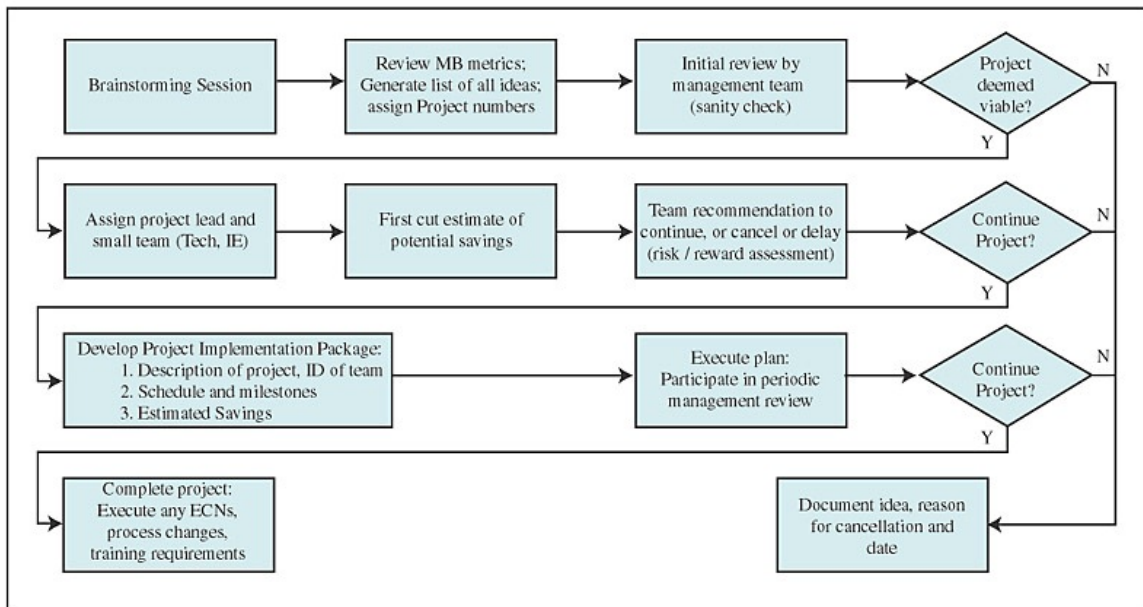 Brainstorming Session
Review MB metrics;
Generate list of all ideas;
assign Project numbers
Initial review by
management team
(sanity check)
Project
deemed
viable?
N
Y
Assign project lead and
small team (Tech, IE)
First cut estimate of
potential savings
Team recommendation to
continue, or cancel or delay
(risk / reward assessment)
Continue
Project?
N
Y
Develop Project Implementation Package:
1. Description of project, ID of team
2. Schedule and milestones
3. Estimated Savings
Execute plan:
Participate in periodic
management review
Continue
Project?
N
Y
Complete project:
Execute any ECNs,
process changes,
training requirements
Document idea, reason
for cancellation and
date